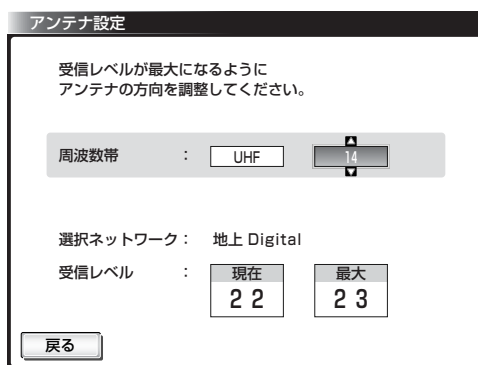 アンテナ設定
受信レベルが最大になるように
アンテナの方向を調整してください。
周波数帯 : UHF 14
選択ネットワーク : 地上 Digital
受信レベル : 現在 最大
22 23
戻る